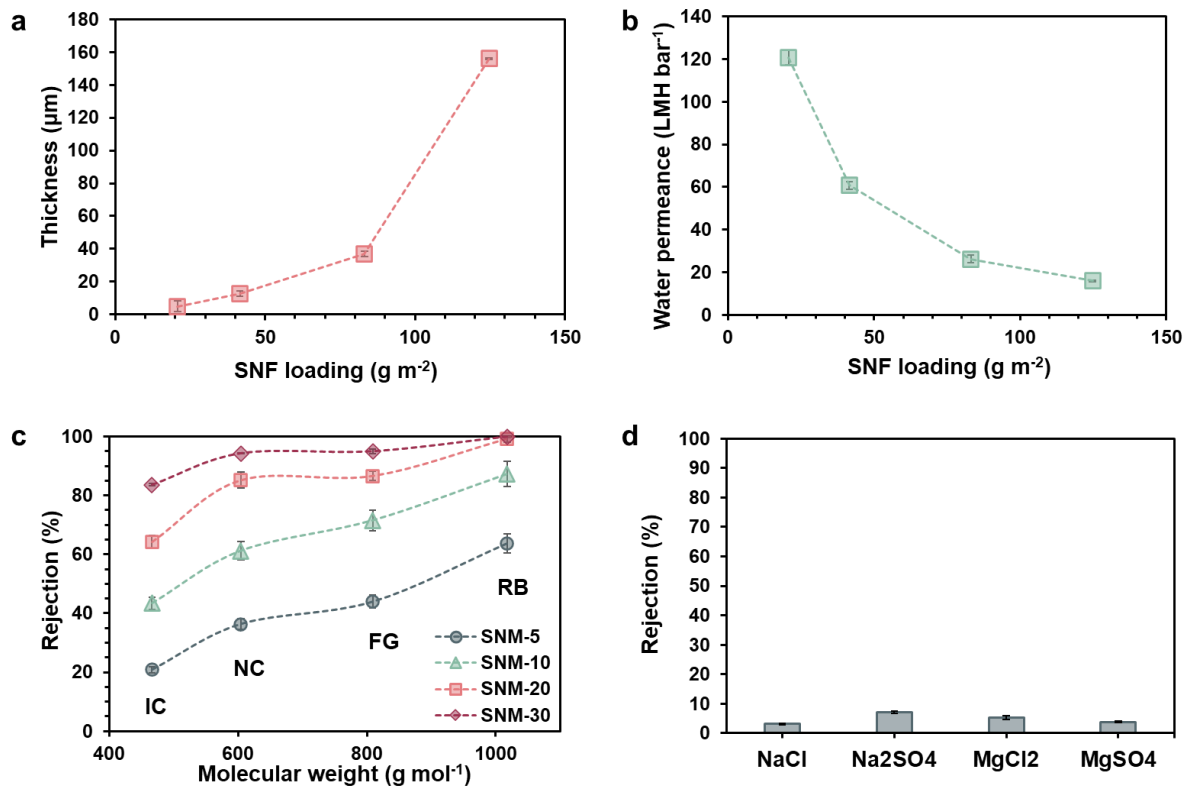 a
180
160
140
120
100
80
60
40
20
0
Thickness (µm)
0 50 100 150
SNF loading (g m⁻²)
b
140
120
100
80
60
40
20
0
Water permeance (LMH bar⁻¹)
0 50 100 150
SNF loading (g m⁻²)
c
100
80
60
40
20
0
Rejection (%)
IC
NC
FG
RB
SNM-5
SNM-10
SNM-20
SNM-30
400 600 800 1000
Molecular weight (g mol⁻¹)
d
100
90
80
70
60
50
40
30
20
10
0
Rejection (%)
NaCl Na2SO4 MgCl2 MgSO4